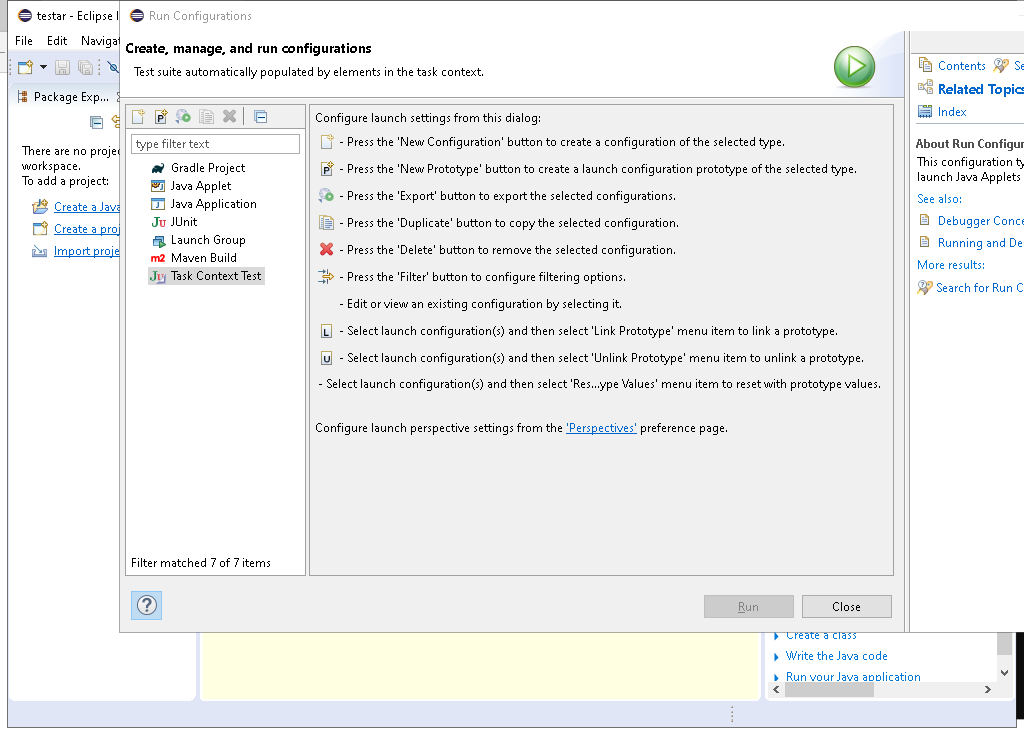 testar - Eclipse I
File Edit Navigat
Package Exp...
There are no projec
workspace.
To add a project:
Create a Java
Create a proj
Import proje
Run Configurations
Create, manage, and run configurations
Test suite automatically populated by elements in the task context.
type filter text
Gradle Project
Java Applet
Java Application
JUnit
Launch Group
Maven Build
Task Context Test
Filter matched 7 of 7 items
Configure launch settings from this dialog:
- Press the 'New Configuration' button to create a configuration of the selected type.
- Press the 'New Prototype' button to create a launch configuration prototype of the selected type.
- Press the 'Export' button to export the selected configurations.
- Press the 'Duplicate' button to copy the selected configuration.
- Press the 'Delete' button to remove the selected configuration.
- Press the 'Filter' button to configure filtering options.
- Edit or view an existing configuration by selecting it.
- Select launch configuration(s) and then select 'Link Prototype' menu item to link a prototype.
- Select launch configuration(s) and then select 'Unlink Prototype' menu item to unlink a prototype.
- Select launch configuration(s) and then select 'Res...ype Values' menu item to reset with prototype values.
Configure launch perspective settings from the 'Perspectives' preference page.
Run
Close
Contents Se
Related Topics
Index
About Run Configur
This configuration ty
launch Java Applets
See also:
Debugger Conce
Running and De
More results:
Search for Run C
Create a class
Write the Java code
Run your Java application